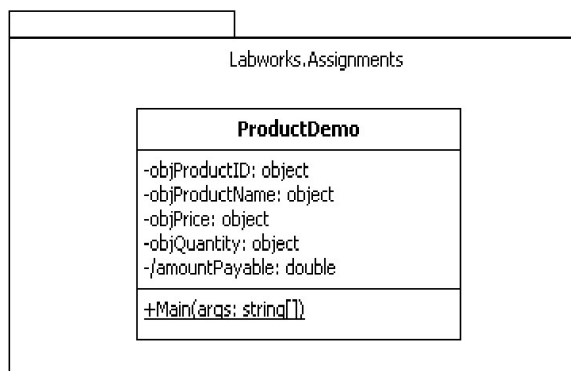 Labworks.Assignments
ProductDemo
-objProductID: object
-objProductName: object
-objPrice: object
-objQuantity: object
-/amountPayable: double
+Main(args: string[])